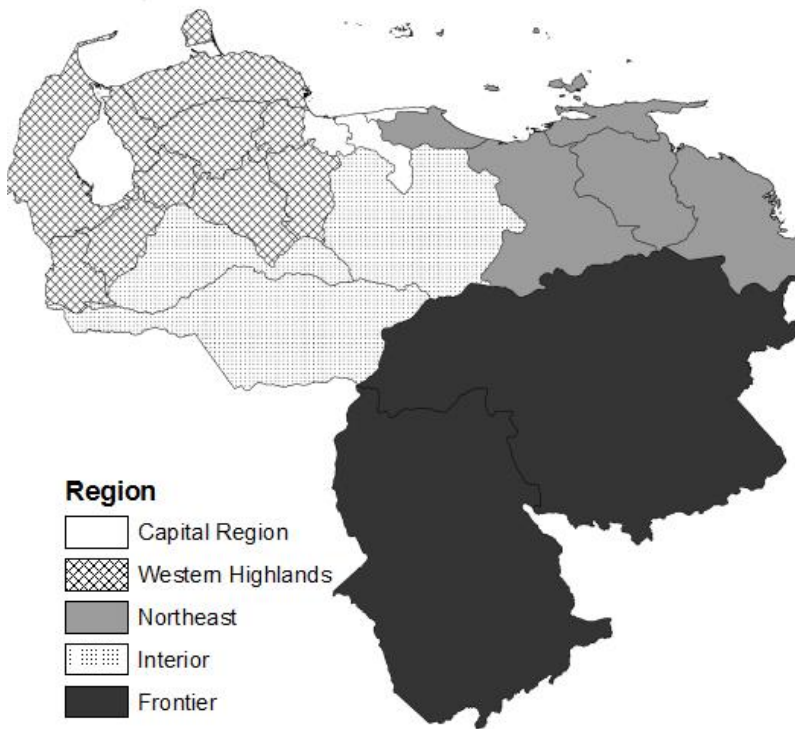 Region
Capital Region
Western Highlands
Northeast
Interior
Frontier